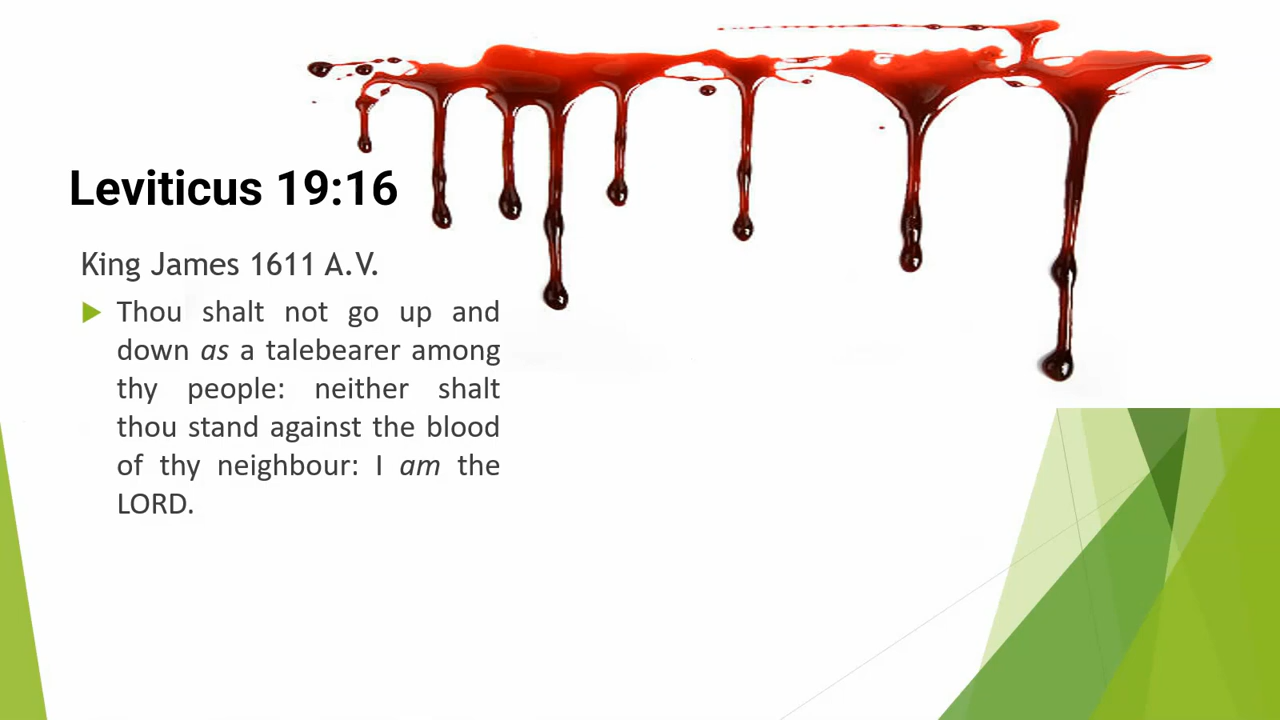 Leviticus 19:16
King James 1611 A.V.
Thou shalt not go up and
down as a talebearer among
thy people: neither shalt
thou stand against the blood
of thy neighbour: I am the
LORD.